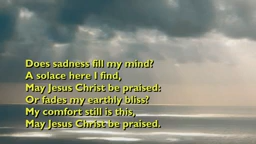 Does sadness fill my mind?
A solace here I find,
May Jesus Christ be praised:
Or fades my earthly bliss?
My comfort still is this,
May Jesus Christ be praised.